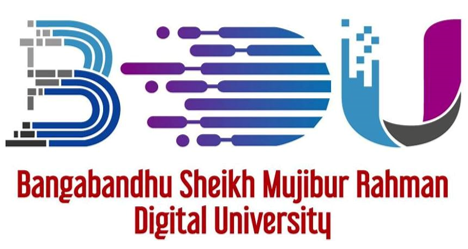 BDU
Bangabandhu Sheikh Mujibur Rahman
Digital University